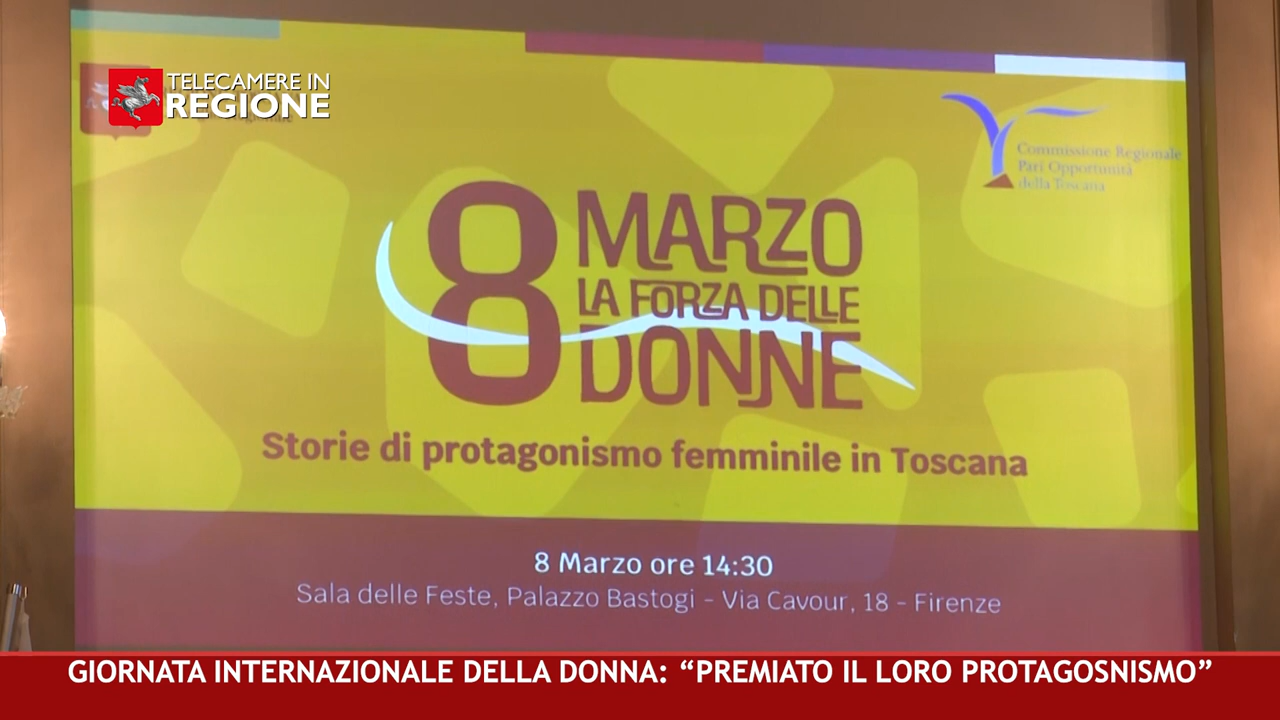 TELECAMERE IN
REGIONE
Commissione Regionale
Pari Opportunità
della Toscana
8 MARZO
LA FORZA DELLE
DONNE
Storie di protagonismo femminile in Toscana
8 Marzo ore 14:30
Sala delle Feste, Palazzo Bastogi - Via Cavour, 18 - Firenze
GIORNATA INTERNAZIONALE DELLA DONNA: “PREMIATO IL LORO PROTAGOSNISMO”